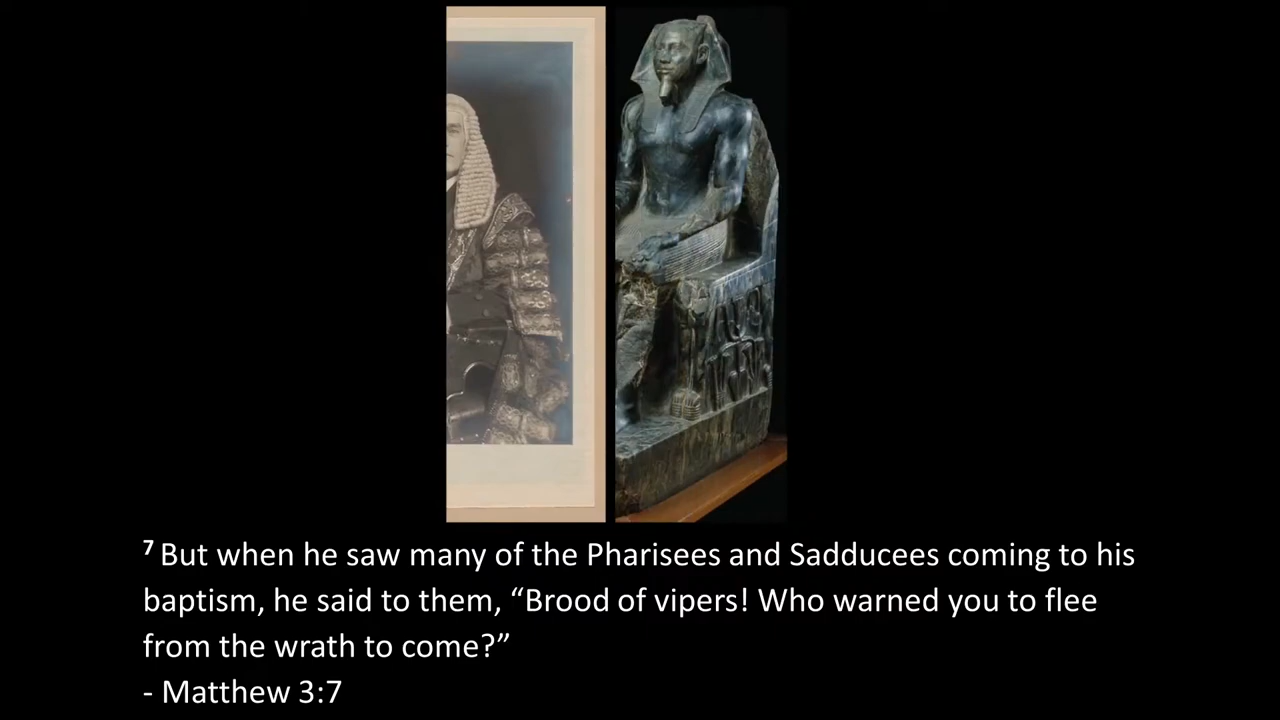 ⁷ But when he saw many of the Pharisees and Sadducees coming to his
baptism, he said to them, “Brood of vipers! Who warned you to flee
from the wrath to come?”
- Matthew 3:7